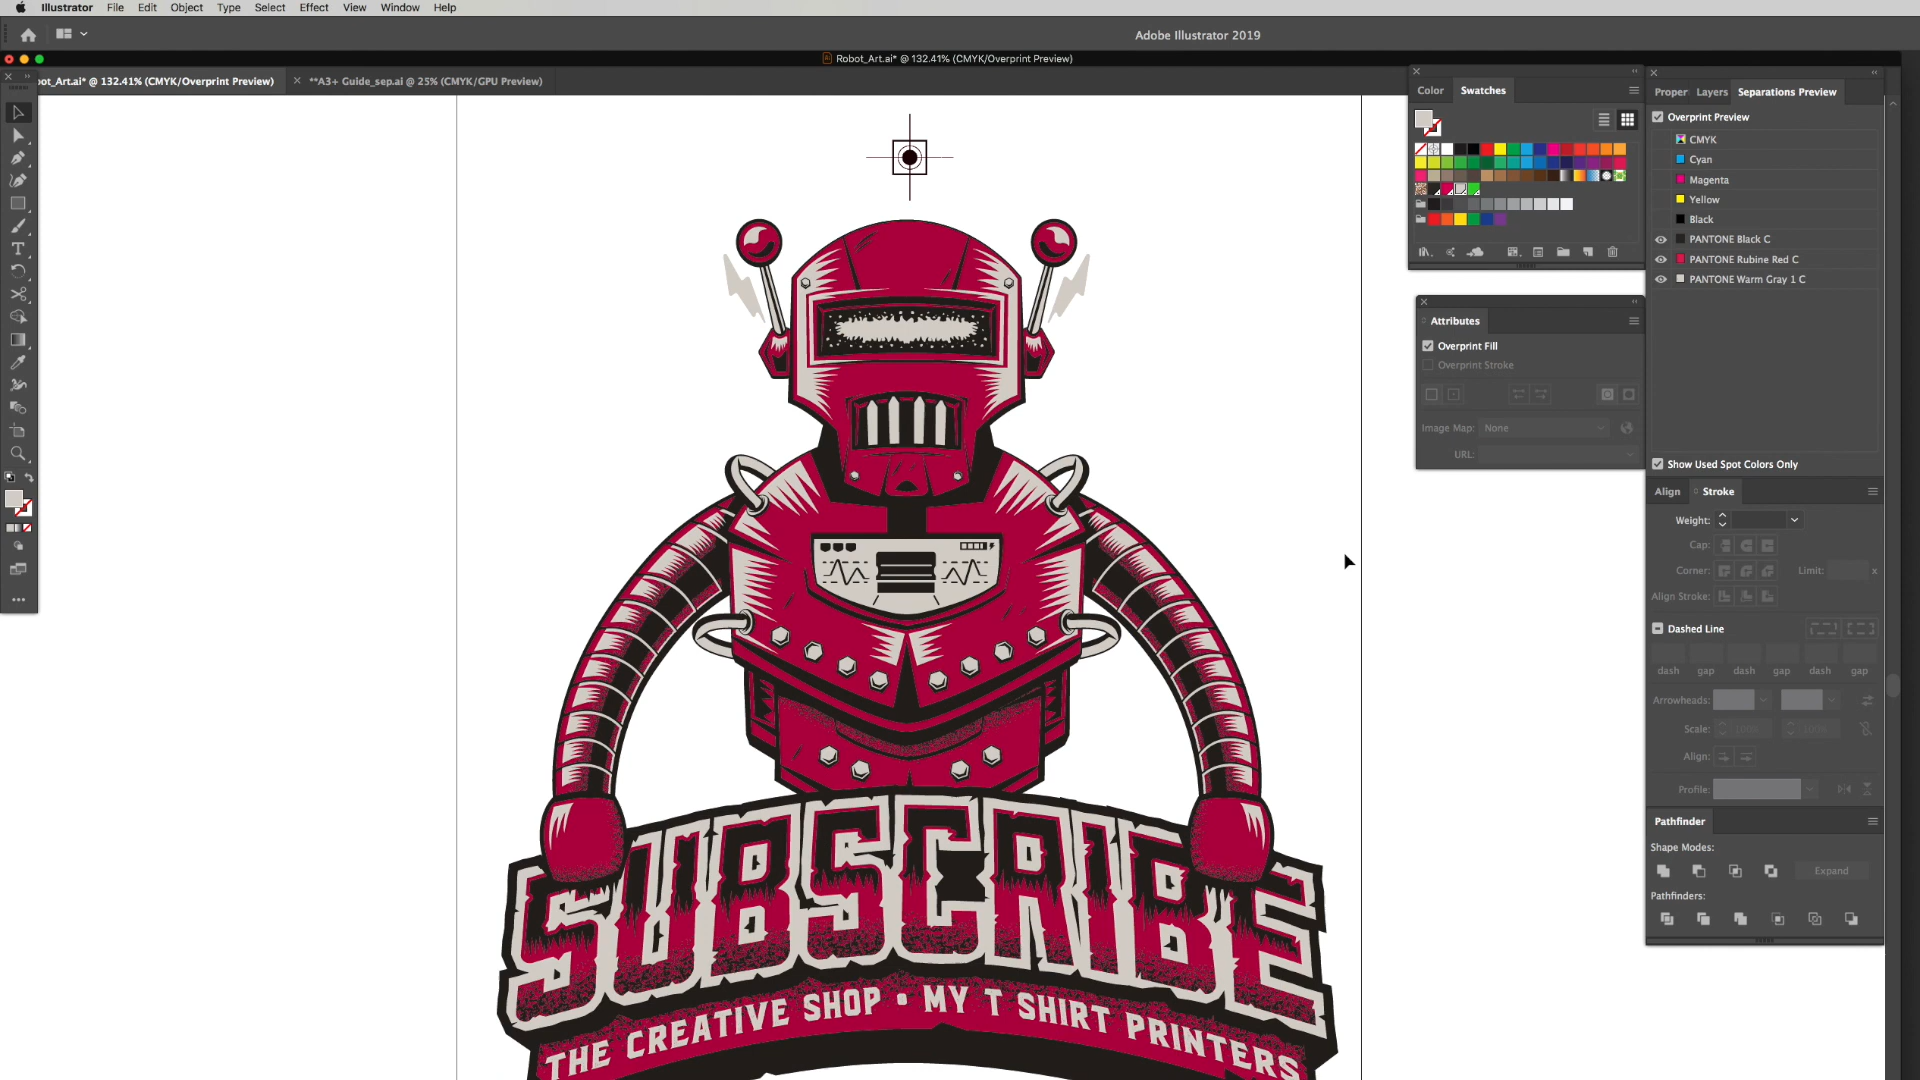 Illustrator File Edit Object Type Select Effect View Window Help
Adobe Illustrator 2019
Robot_Art.ai* @ 132.41% (CMYK/Overprint Preview)
ot_Art.ai* @ 132.41% (CMYK/Overprint Preview)
**A3+ Guide_sep.ai @ 25% (CMYK/GPU Preview)
Color Swatches
Attributes
Overprint Fill
Overprint Stroke
Image Map: None
URL:
Proper Layers Separations Preview
Overprint Preview
CMYK
Cyan
Magenta
Yellow
Black
PANTONE Black C
PANTONE Rubine Red C
PANTONE Warm Gray 1 C
Show Used Spot Colors Only
Align Stroke
Weight:
Cap:
Corner: Limit: x
Align Stroke:
Dashed Line
dash gap dash gap dash gap
Arrowheads:
Scale: 100% 100%
Align:
Profile:
Pathfinder
Shape Modes:
Expand
Pathfinders:
SUBSCRIBE
THE CREATIVE SHOP • MY T SHIRT PRINTERS